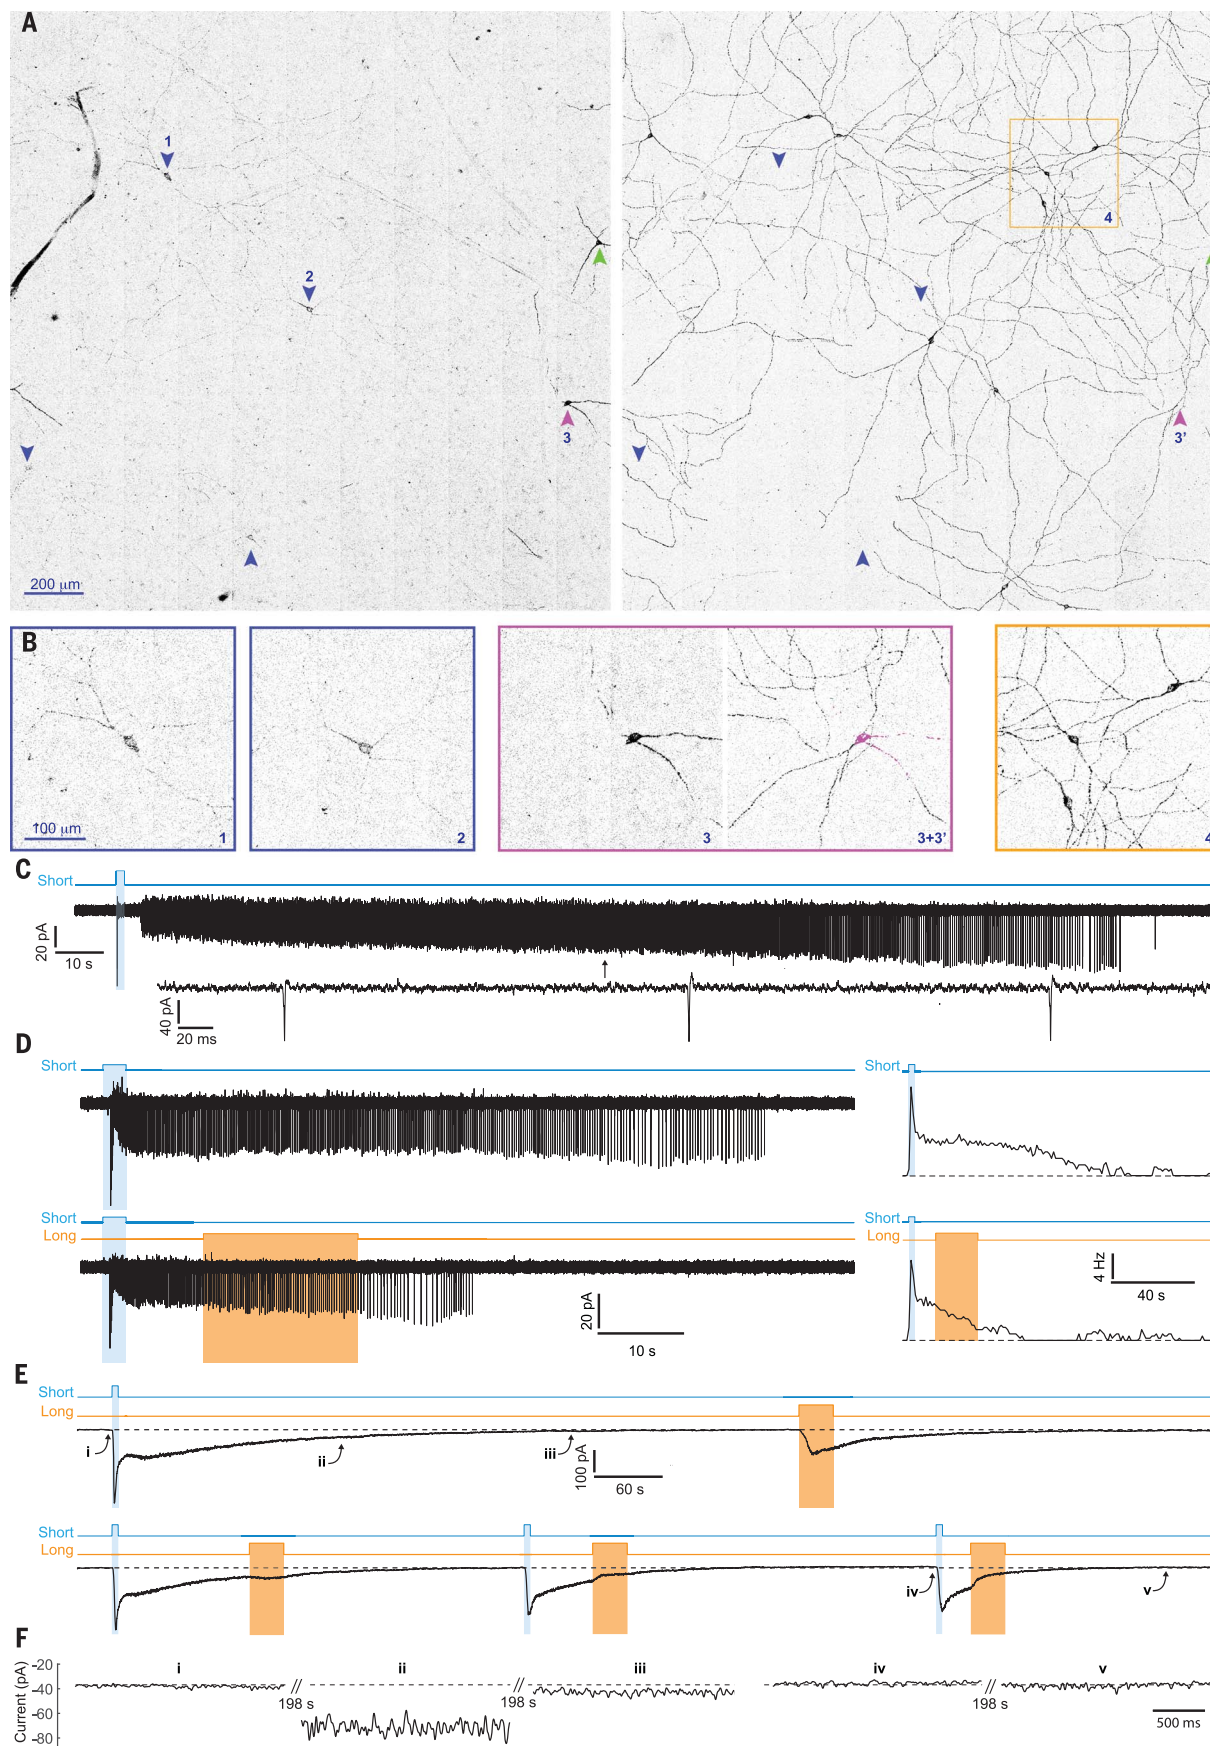 A
1
2
3
4
3'
200 µm
B
100 µm
1
2
3
3+3'
4
C
Short
20 pA
10 s
40 pA
20 ms
D
Short
Short
Short
Long
Short
Long
20 pA
10 s
4 Hz
40 s
E
Short
Long
i
ii
iii
100 pA
60 s
Short
Long
iv
v
F
Current (pA)
-20
-40
-60
-80
i
ii
iii
iv
v
198 s
198 s
198 s
500 ms